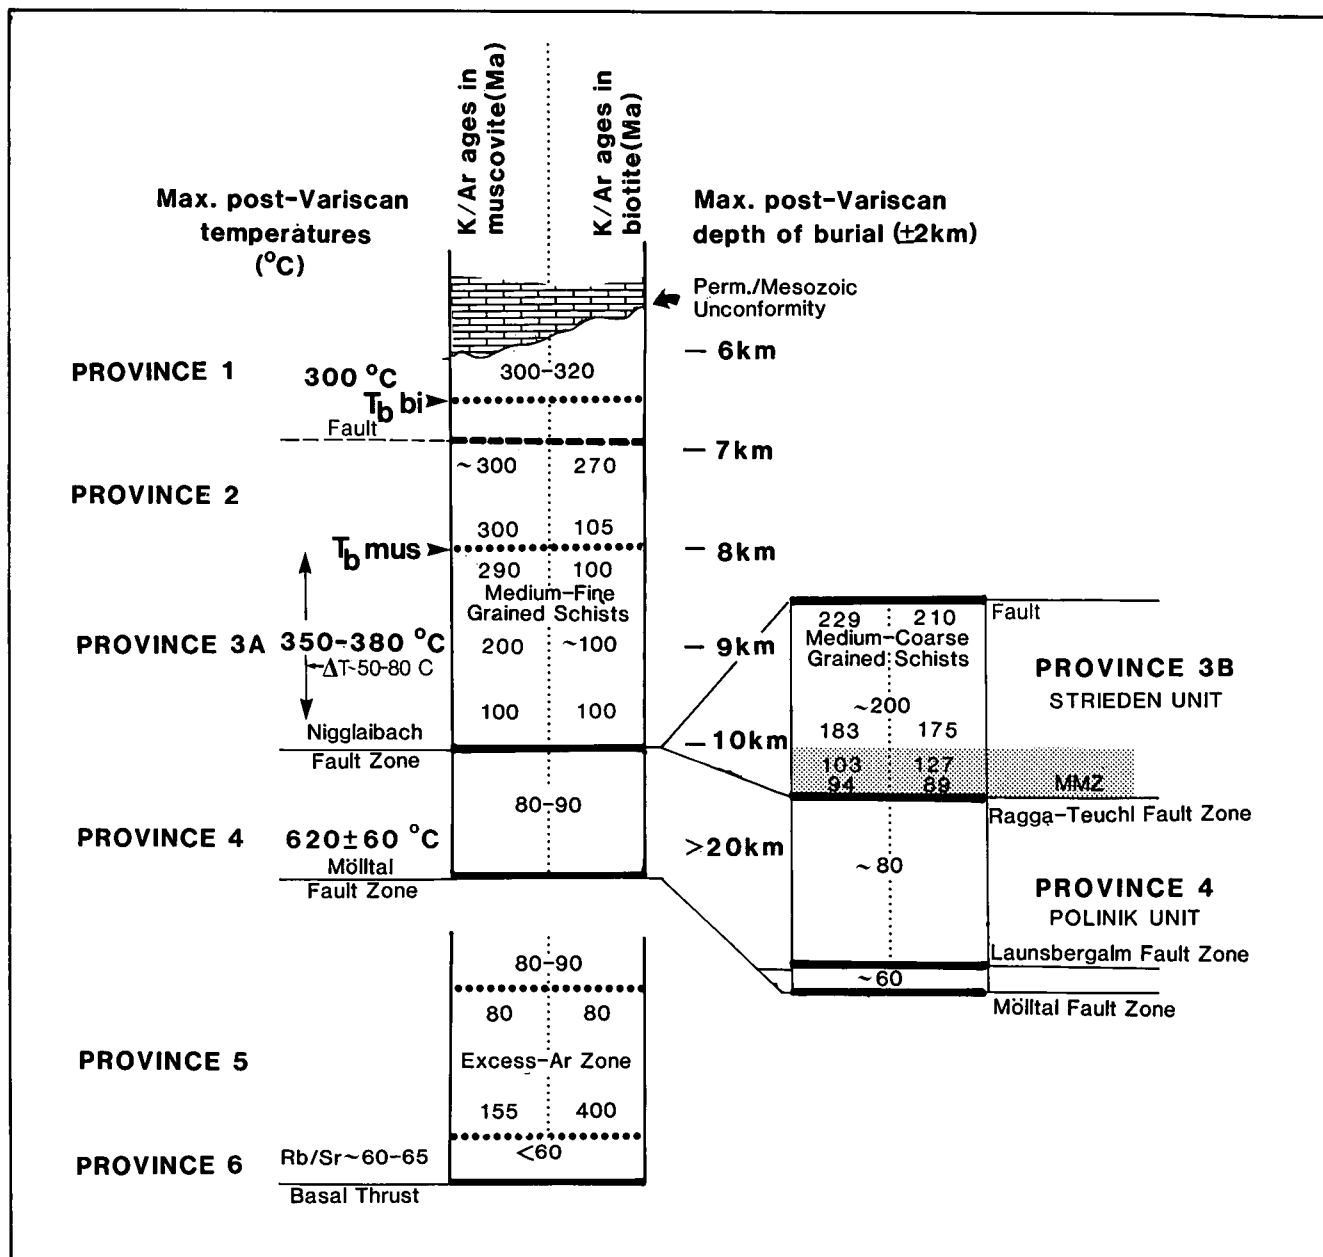 K/Ar ages in
muscovite(Ma)
K/Ar ages in
biotite(Ma)
Max. post-Variscan
temperatures
(°C)
Max. post-Variscan
depth of burial (±2km)
Perm./Mesozoic
Unconformity
– 6km
PROVINCE 1
300 °C
300-320
Tb bi
Fault
– 7km
~300
270
PROVINCE 2
300
105
Tb mus
– 8km
290
100
Medium-Fine
Grained Schists
PROVINCE 3A
350-380 °C
200
~100
– 9km
ΔT~50-80 C
100
100
Nigglaibach
Fault Zone
– 10km
80-90
PROVINCE 4
620±60 °C
>20km
Mölltal
Fault Zone
Fault
229
210
Medium-Coarse
Grained Schists
PROVINCE 3B
STRIEDEN UNIT
~200
183
175
103
127
94
89
MMZ
Ragga-Teuchl Fault Zone
~80
PROVINCE 4
POLINIK UNIT
Launsbergalm Fault Zone
~60
Mölltal Fault Zone
80-90
80
80
PROVINCE 5
Excess-Ar Zone
155
400
PROVINCE 6
Rb/Sr~60-65
<60
Basal Thrust